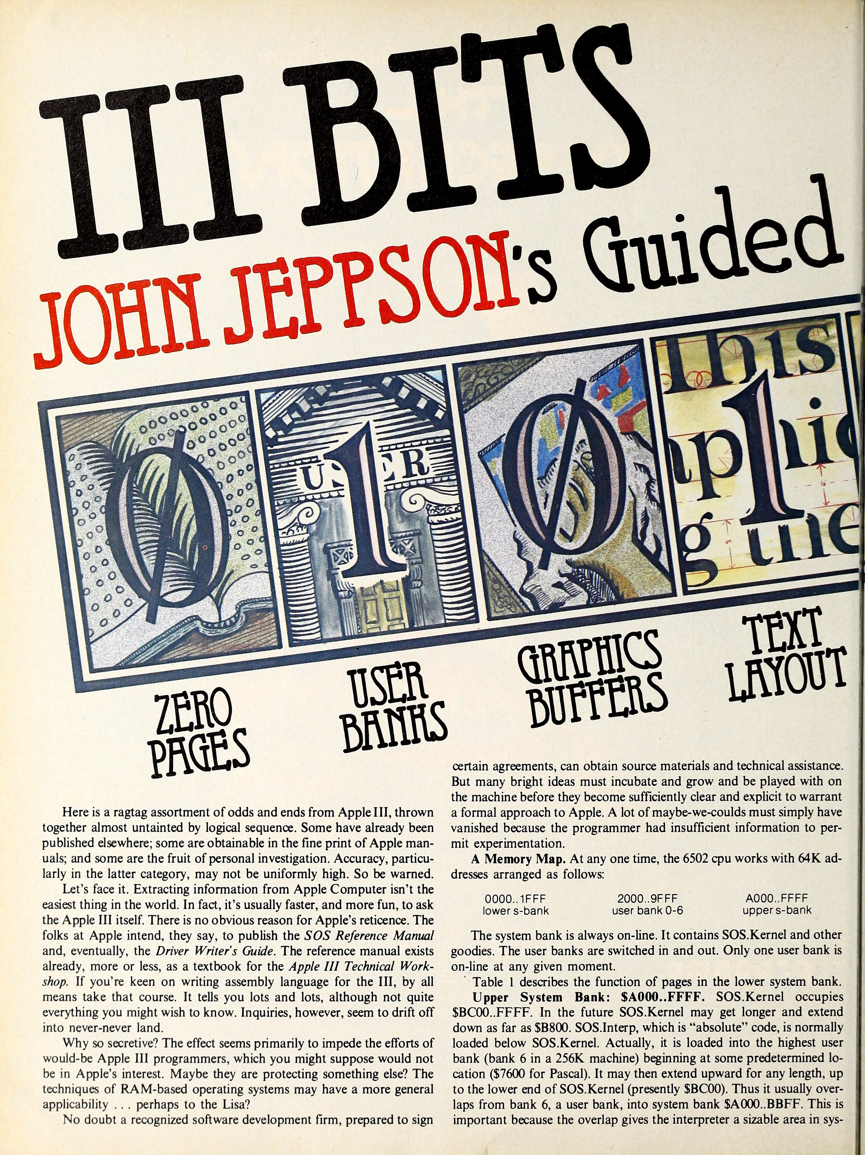 III BITS
JOHN JEPPSON's Guided
USER
This
aphic
g the
0
1
0
1
ZERO
PAGES
USER
BANKS
GRAPHICS
BUFFERS
TEXT
LAYOUT
Here is a ragtag assortment of odds and ends from Apple III, thrown
together almost untainted by logical sequence. Some have already been
published elsewhere; some are obtainable in the fine print of Apple man-
uals; and some are the fruit of personal investigation. Accuracy, particu-
larly in the latter category, may not be uniformly high. So be warned.
Let's face it. Extracting information from Apple Computer isn't the
easiest thing in the world. In fact, it's usually faster, and more fun, to ask
the Apple III itself. There is no obvious reason for Apple's reticence. The
folks at Apple intend, they say, to publish the SOS Reference Manual
and, eventually, the Driver Writer's Guide. The reference manual exists
already, more or less, as a textbook for the Apple III Technical Work-
shop. If you're keen on writing assembly language for the III, by all
means take that course. It tells you lots and lots, although not quite
everything you might wish to know. Inquiries, however, seem to drift off
into never-never land.
Why so secretive? The effect seems primarily to impede the efforts of
would-be Apple III programmers, which you might suppose would not
be in Apple's interest. Maybe they are protecting something else? The
techniques of RAM-based operating systems may have a more general
applicability . . . perhaps to the Lisa?
No doubt a recognized software development firm, prepared to sign
certain agreements, can obtain source materials and technical assistance.
But many bright ideas must incubate and grow and be played with on
the machine before they become sufficiently clear and explicit to warrant
a formal approach to Apple. A lot of maybe-we-coulds must simply have
vanished because the programmer had insufficient information to per-
mit experimentation.
A Memory Map. At any one time, the 6502 cpu works with 64K ad-
dresses arranged as follows:
0000..1FFF 2000..9FFF A000..FFFF
lower s-bank user bank 0-6 upper s-bank
The system bank is always on-line. It contains SOS.Kernel and other
goodies. The user banks are switched in and out. Only one user bank is
on-line at any given moment.
Table 1 describes the function of pages in the lower system bank.
Upper System Bank: $A000..FFFF. SOS.Kernel occupies
$BC00..FFFF. In the future SOS.Kernel may get longer and extend
down as far as $B800. SOS.Interp, which is "absolute" code, is normally
loaded below SOS.Kernel. Actually, it is loaded into the highest user
bank (bank 6 in a 256K machine) beginning at some predetermined lo-
cation ($7600 for Pascal). It may then extend upward for any length, up
to the lower end of SOS.Kernel (presently $BC00). Thus it usually over-
laps from bank 6, a user bank, into system bank $A000..BBFF. This is
important because the overlap gives the interpreter a sizable area in sys-